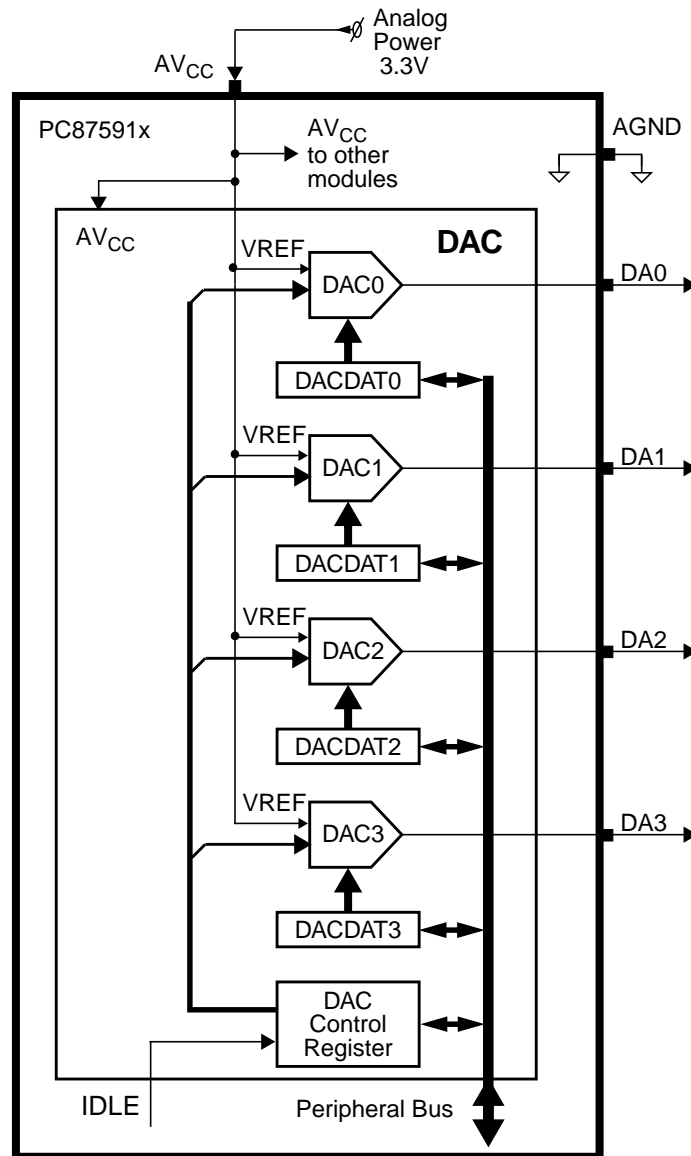 Analog
Power
3.3V
AVCC
PC87591x
AVCC
to other
modules
AGND
AVCC
DAC
VREF
DAC0
DA0
DACDAT0
VREF
DAC1
DA1
DACDAT1
VREF
DAC2
DA2
DACDAT2
VREF
DAC3
DA3
DACDAT3
DAC
Control
Register
IDLE
Peripheral Bus